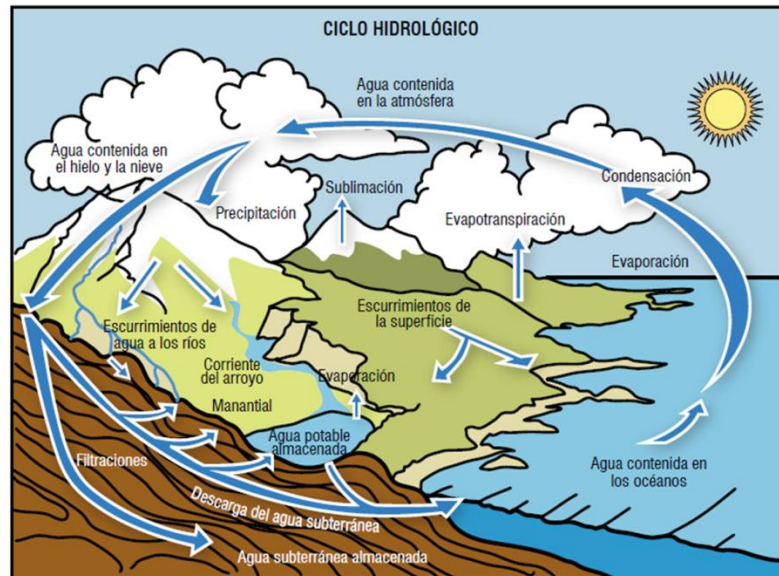 CICLO HIDROLÓGICO
Agua contenida
en la atmósfera
Agua contenida en
el hielo y la nieve
Condensación
Sublimación
Precipitación
Evapotranspiración
Evaporación
Escurrimientos de
la superficie
Escurrimientos de
agua a los ríos
Corriente
del arroyo
Evaporación
Manantial
Agua potable
almacenada
Filtraciones
Agua contenida en
los océanos
Descarga del agua subterránea
Agua subterránea almacenada